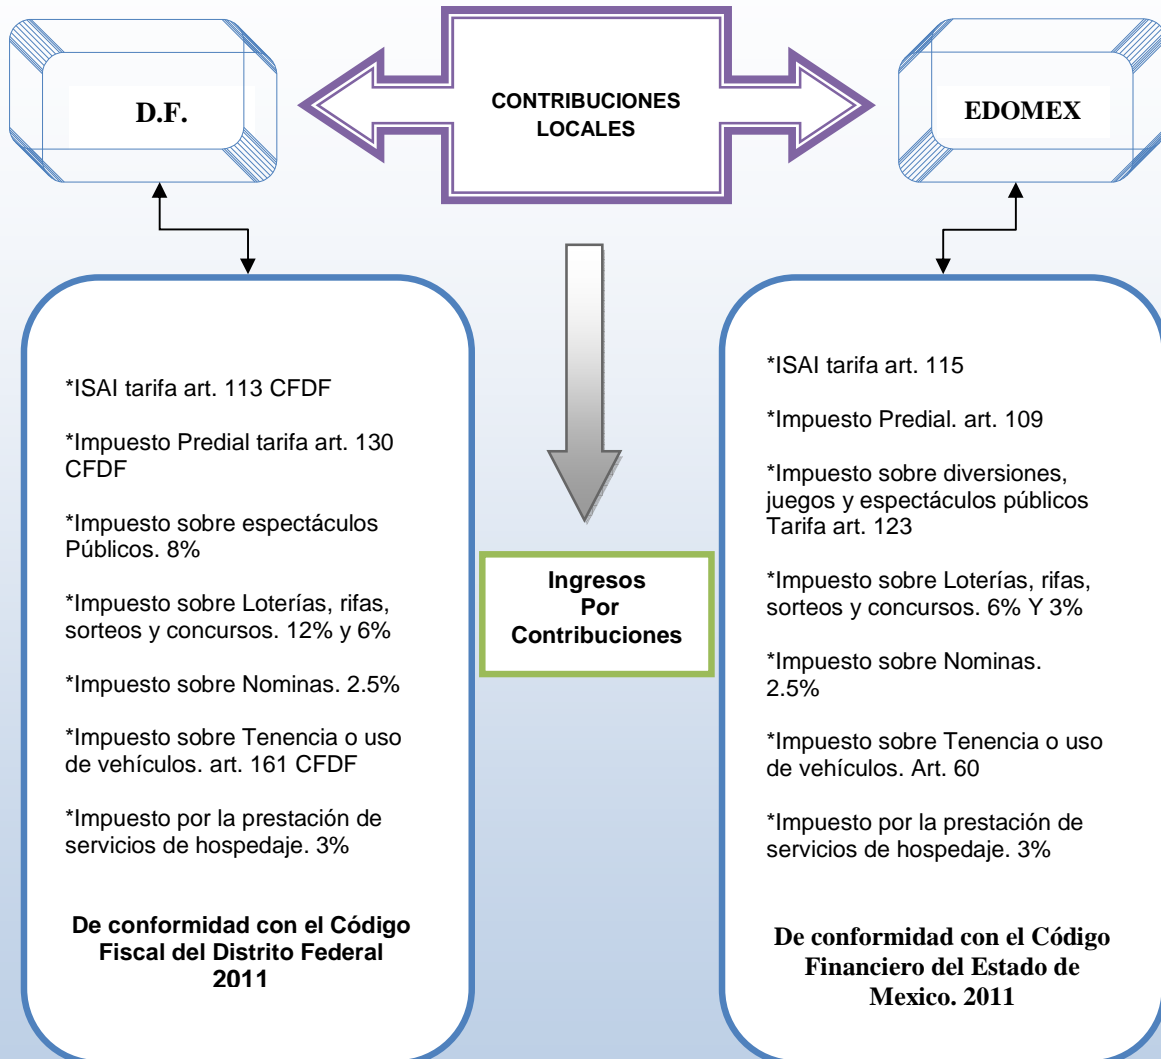 D.F.
CONTRIBUCIONES
LOCALES
EDOMEX
*ISAI tarifa art. 113 CFDF
*Impuesto Predial tarifa art. 130
CFDF
*Impuesto sobre espectáculos
Públicos. 8%
*Impuesto sobre Loterías, rifas,
sorteos y concursos. 12% y 6%
*Impuesto sobre Nominas. 2.5%
*Impuesto sobre Tenencia o uso
de vehículos. art. 161 CFDF
*Impuesto por la prestación de
servicios de hospedaje. 3%
De conformidad con el Código
Fiscal del Distrito Federal
2011
Ingresos
Por
Contribuciones
*ISAI tarifa art. 115
*Impuesto Predial. art. 109
*Impuesto sobre diversiones,
juegos y espectáculos públicos
Tarifa art. 123
*Impuesto sobre Loterías, rifas,
sorteos y concursos. 6% Y 3%
*Impuesto sobre Nominas.
2.5%
*Impuesto sobre Tenencia o uso
de vehículos. Art. 60
*Impuesto por la prestación de
servicios de hospedaje. 3%
De conformidad con el Código
Financiero del Estado de
Mexico. 2011